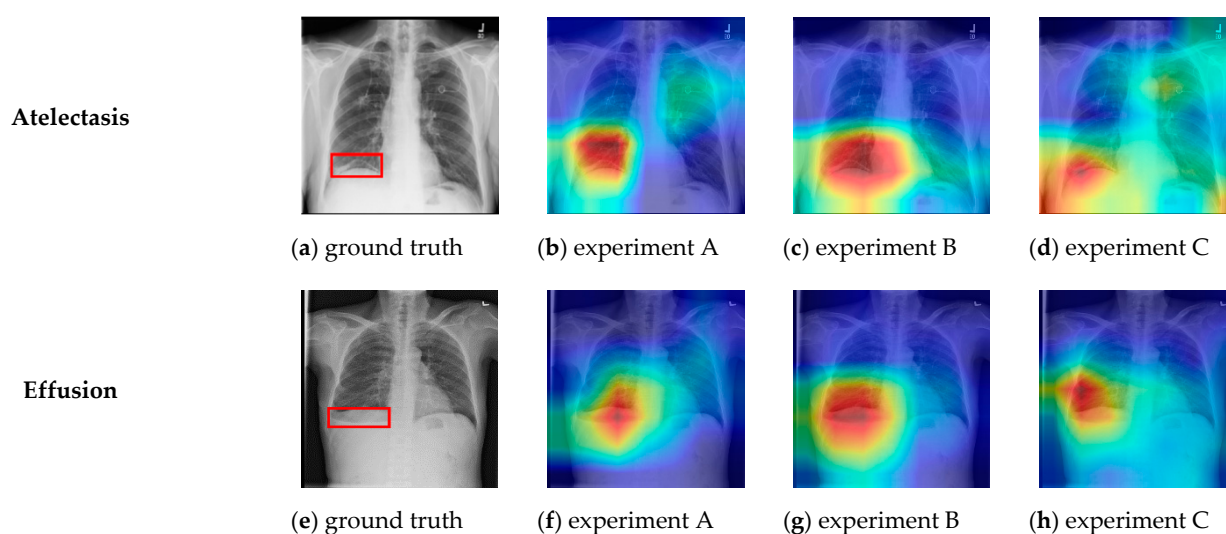 Atelectasis
(a) ground truth
(b) experiment A
(c) experiment B
(d) experiment C
Effusion
(e) ground truth
(f) experiment A
(g) experiment B
(h) experiment C